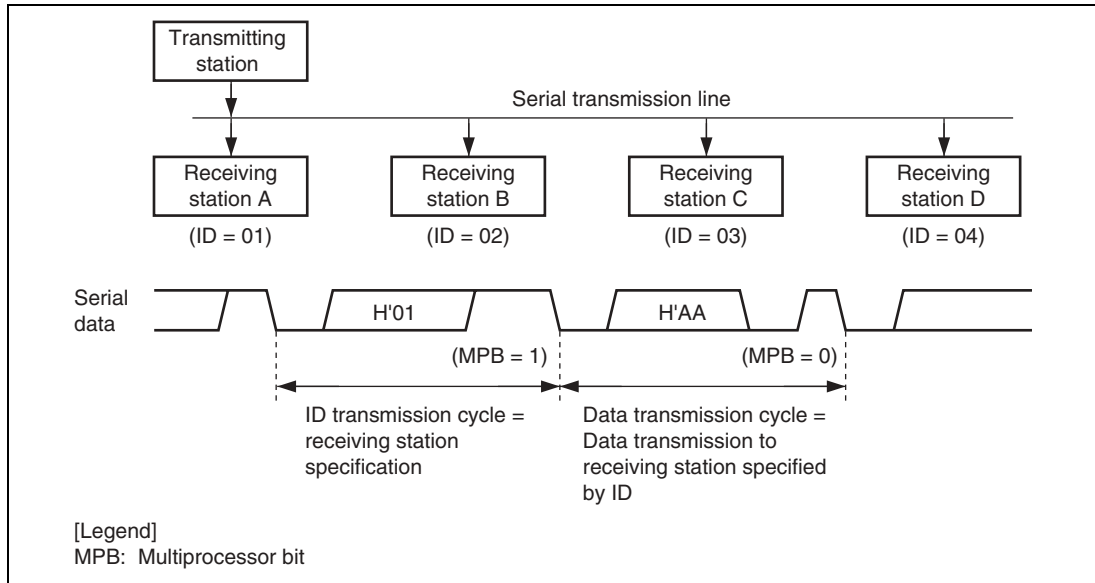 Transmitting
station
Serial transmission line
Receiving
station A
Receiving
station B
Receiving
station C
Receiving
station D
(ID = 01)
(ID = 02)
(ID = 03)
(ID = 04)
Serial
data
H'01
H'AA
(MPB = 1)
(MPB = 0)
ID transmission cycle =
receiving station
specification
Data transmission cycle =
Data transmission to
receiving station specified
by ID
[Legend]
MPB: Multiprocessor bit